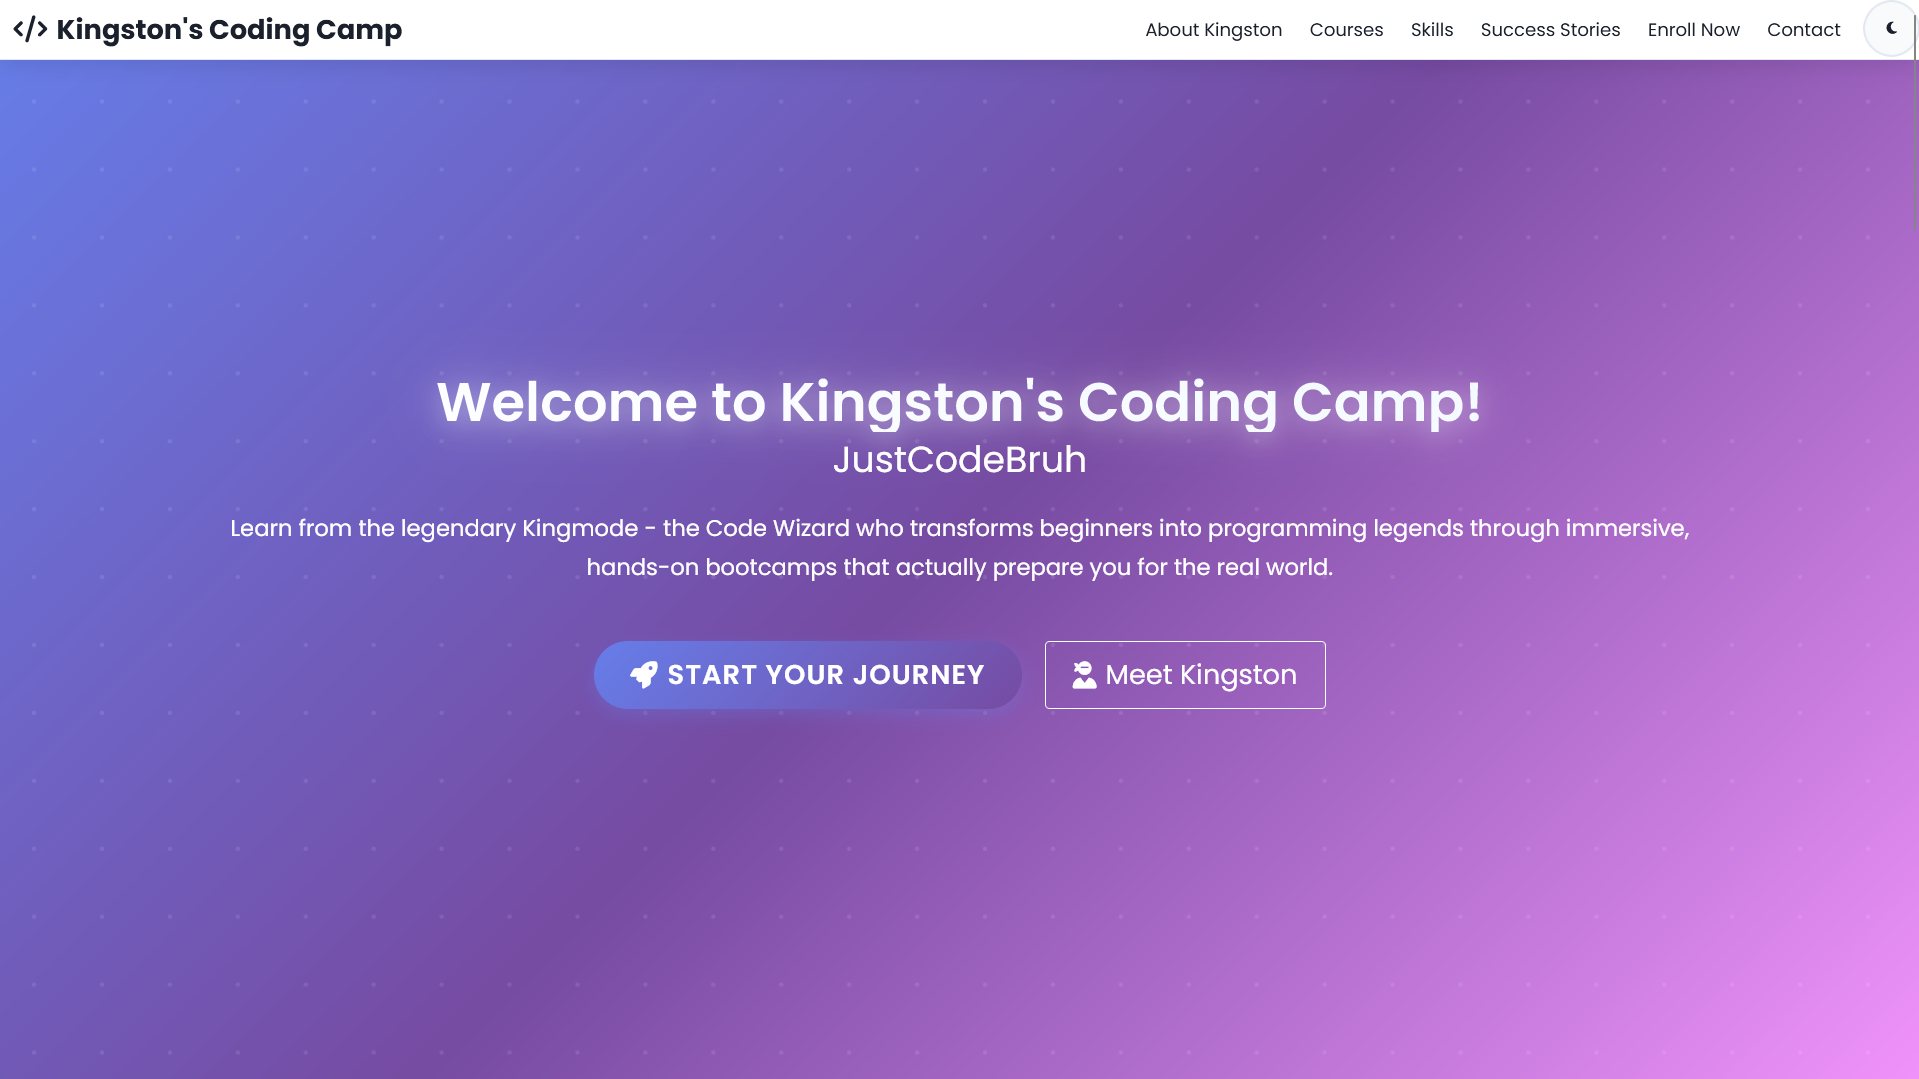 </> Kingston's Coding Camp
About Kingston Courses Skills Success Stories Enroll Now Contact
Welcome to Kingston's Coding Camp!
JustCodeBruh
Learn from the legendary Kingmode - the Code Wizard who transforms beginners into programming legends through immersive,
hands-on bootcamps that actually prepare you for the real world.
START YOUR JOURNEY
Meet Kingston